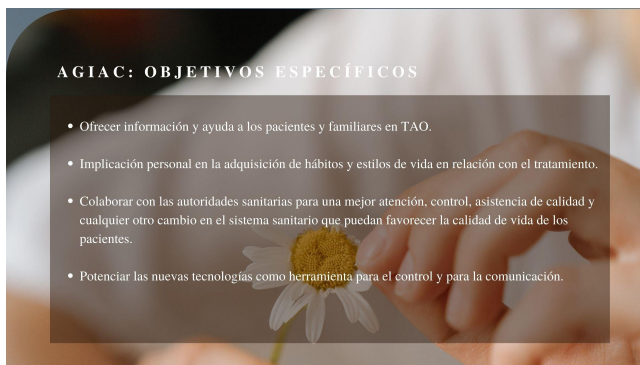 AGIAC: OBJETIVOS ESPECÍFICOS
• Ofrecer información y ayuda a los pacientes y familiares en TAO.
• Implicación personal en la adquisición de hábitos y estilos de vida en relación con el tratamiento.
• Colaborar con las autoridades sanitarias para una mejor atención, control, asistencia de calidad y
cualquier otro cambio en el sistema sanitario que puedan favorecer la calidad de vida de los
pacientes.
• Potenciar las nuevas tecnologías como herramienta para el control y para la comunicación.